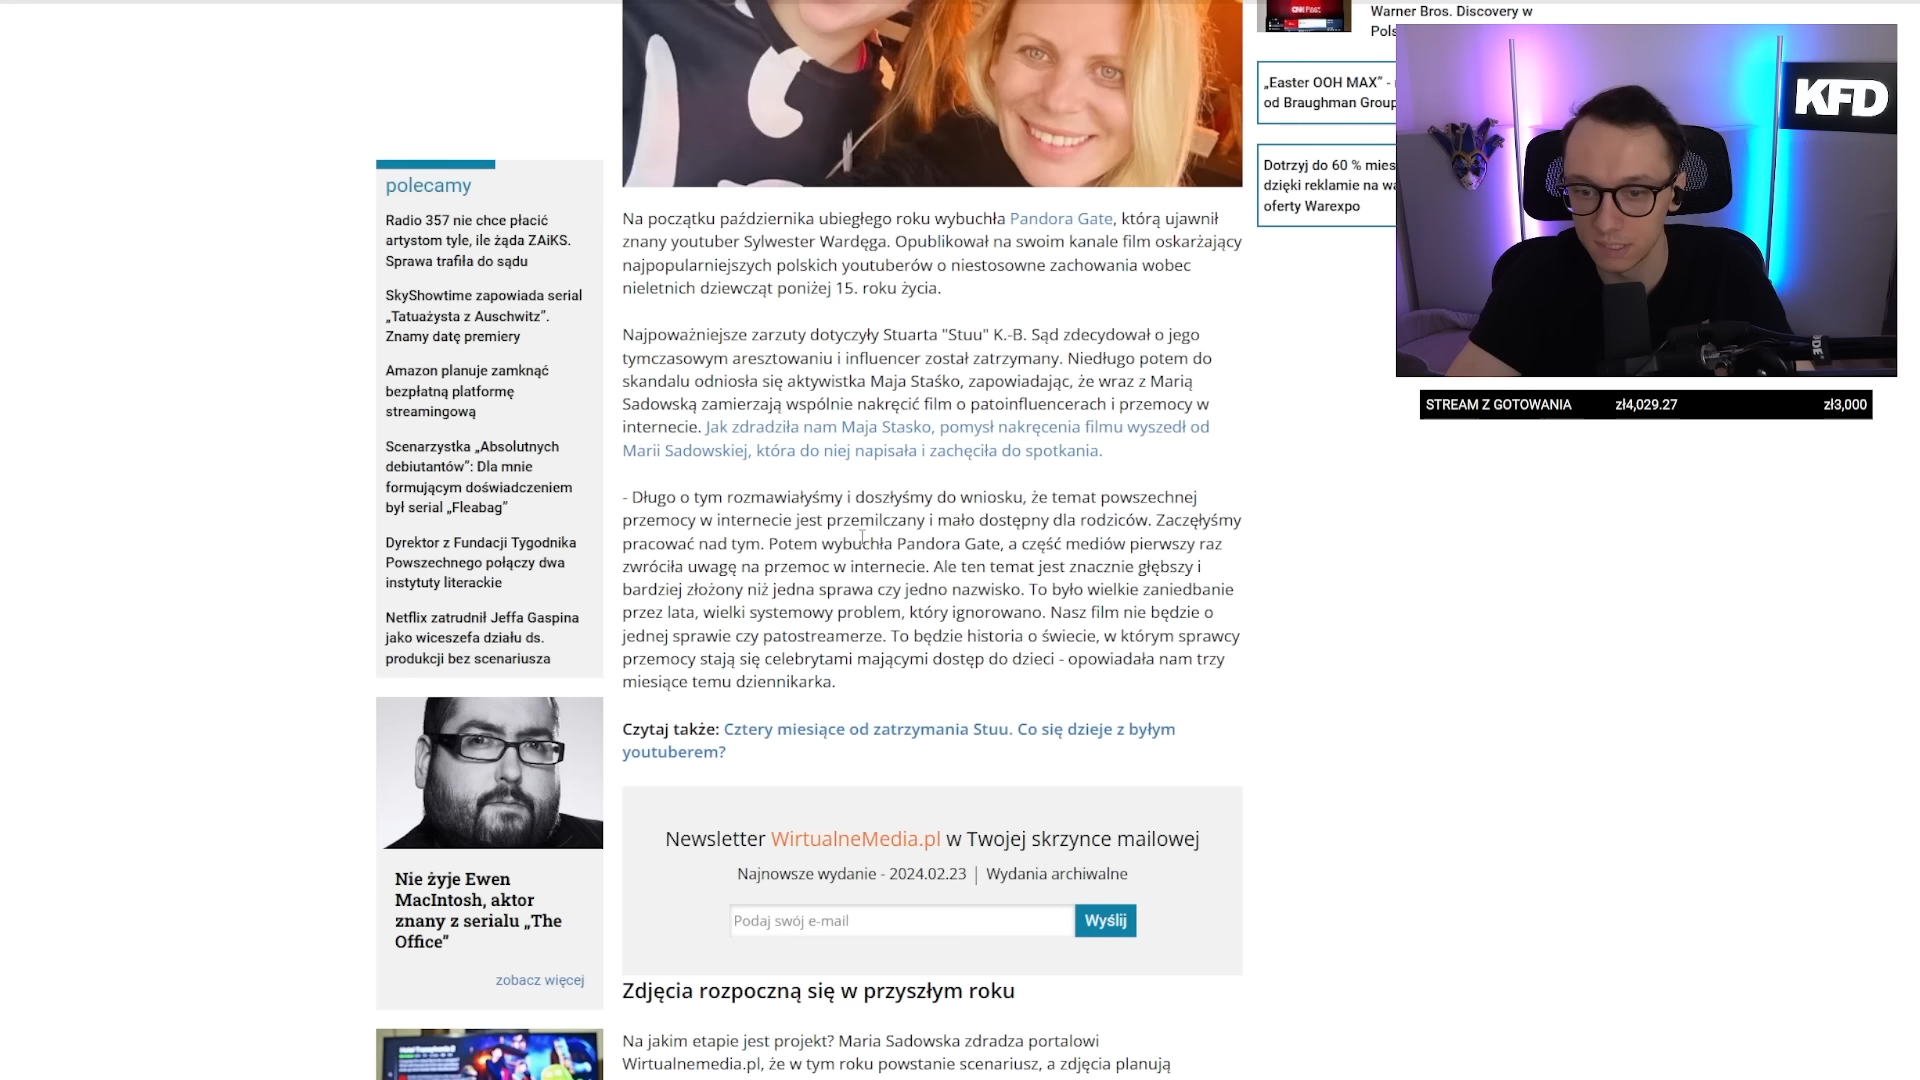 polecamy
Radio 357 nie chce płacić
artystom tyle, ile żąda ZAiKS.
Sprawa trafiła do sądu
SkyShowtime zapowiada serial
„Tatuażysta z Auschwitz”.
Znamy datę premiery
Amazon planuje zamknąć
bezpłatną platformę
streamingową
Scenarzystka „Absolutnych
debiutantów”: Dla mnie
formującym doświadczeniem
był serial „Fleabag”
Dyrektor z Fundacji Tygodnika
Powszechnego połączy dwa
instytuty literackie
Netflix zatrudnił Jeffa Gaspina
jako wiceszefa działu ds.
produkcji bez scenariusza
Nie żyje Ewen
MacIntosh, aktor
znany z serialu „The
Office”
zobacz więcej
Na początku października ubiegłego roku wybuchła Pandora Gate, którą ujawnił
znany youtuber Sylwester Wardęga. Opublikował na swoim kanale film oskarżający
najpopularniejszych polskich youtuberów o niestosowne zachowania wobec
nieletnich dziewcząt poniżej 15. roku życia.
Najpoważniejsze zarzuty dotyczyły Stuarta "Stuu" K.-B. Sąd zdecydował o jego
tymczasowym aresztowaniu i influencer został zatrzymany. Niedługo potem do
skandalu odniosła się aktywistka Maja Staśko, zapowiadając, że wraz z Marią
Sadowską zamierzają wspólnie nakręcić film o patoinfluencerach i przemocy w
internecie. Jak zdradziła nam Maja Stasko, pomysł nakręcenia filmu wyszedł od
Marii Sadowskiej, która do niej napisała i zachęciła do spotkania.
- Długo o tym rozmawiałyśmy i doszłyśmy do wniosku, że temat powszechnej
przemocy w internecie jest przemilczany i mało dostępny dla rodziców. Zaczęłyśmy
pracować nad tym. Potem wybuchła Pandora Gate, a część mediów pierwszy raz
zwróciła uwagę na przemoc w internecie. Ale ten temat jest znacznie głębszy i
bardziej złożony niż jedna sprawa czy jedno nazwisko. To było wielkie zaniedbanie
przez lata, wielki systemowy problem, który ignorowano. Nasz film nie będzie o
jednej sprawie czy patostreamerze. To będzie historia o świecie, w którym sprawcy
przemocy stają się celebrytami mającymi dostęp do dzieci - opowiadała nam trzy
miesiące temu dziennikarka.
Czytaj także: Cztery miesiące od zatrzymania Stuu. Co się dzieje z byłym
youtuberem?
Newsletter WirtualneMedia.pl w Twojej skrzynce mailowej
Najnowsze wydanie - 2024.02.23 | Wydania archiwalne
Podaj swój e-mail
Wyślij
Zdjęcia rozpoczną się w przyszłym roku
Na jakim etapie jest projekt? Maria Sadowska zdradza portalowi
Wirtualnemedia.pl, że w tym roku powstanie scenariusz, a zdjęcia planują
Warner Bros. Discovery w
„Easter OOH MAX” -
od Braughman Group
Dotrzyj do 60 %
dzięki reklamie na
oferty Warexpo
KFD
STREAM Z GOTOWANIA zł4,029.27 zł3,000